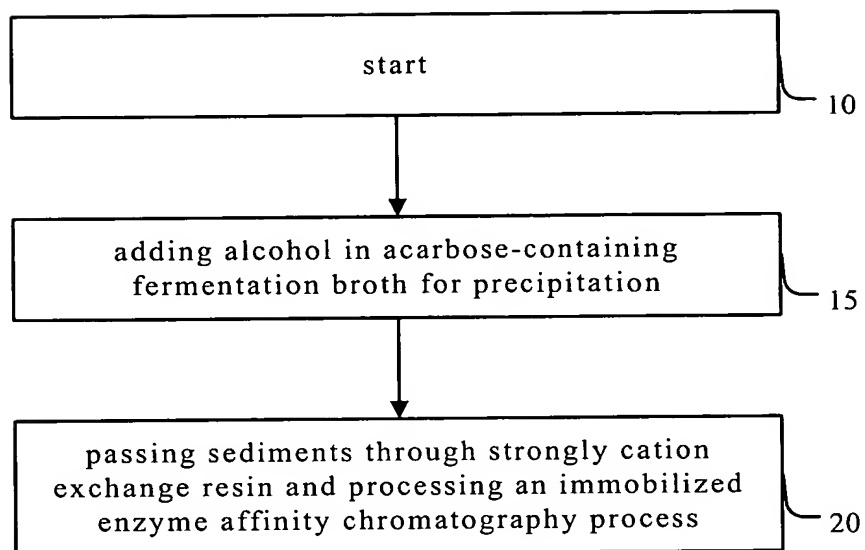 start
10
adding alcohol in acarbose-containing
fermentation broth for precipitation
15
passing sediments through strongly cation
exchange resin and processing an immobilized
enzyme affinity chromatography process
20